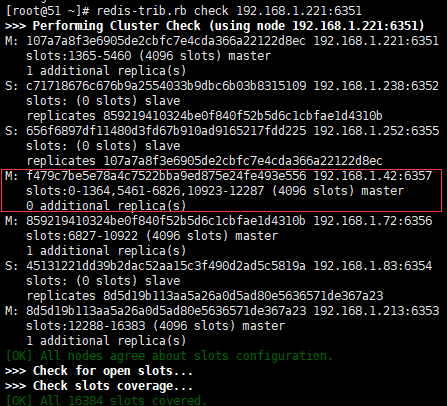 [root@51 ~]# redis-trib.rb check 192.168.1.221:6351
>>> Performing Cluster Check (using node 192.168.1.221:6351)
M: 107a7a8f3e6905de2cbfc7e4cda366a22122d8ec 192.168.1.221:6351
slots:1365-5460 (4096 slots) master
1 additional replica(s)
S: c71718676c676b9a2554033b9dbc6b03b8315109 192.168.1.238:6352
slots: (0 slots) slave
replicates 859219410324be0f840f52b5d6c1cbfae1d4310b
S: 656f6897df11480d3fd67b910ad9165217fdd225 192.168.1.252:6355
slots: (0 slots) slave
replicates 107a7a8f3e6905de2cbfc7e4cda366a22122d8ec
M: f479c7be5e78a4c7522bba9ed875e24fe493e556 192.168.1.42:6357
slots:0-1364,5461-6826,10923-12287 (4096 slots) master
0 additional replica(s)
M: 859219410324be0f840f52b5d6c1cbfae1d4310b 192.168.1.72:6356
slots:6827-10922 (4096 slots) master
1 additional replica(s)
S: 45131221dd39b2dac52aa15c3f490d2ad5c5819a 192.168.1.83:6354
slots: (0 slots) slave
replicates 8d5d19b113aa5a26a0d5ad80e5636571de367a23
M: 8d5d19b113aa5a26a0d5ad80e5636571de367a23 192.168.1.213:6353
slots:12288-16383 (4096 slots) master
1 additional replica(s)
[OK] All nodes agree about slots configuration.
>>> Check for open slots...
>>> Check slots coverage...
[OK] All 16384 slots covered.